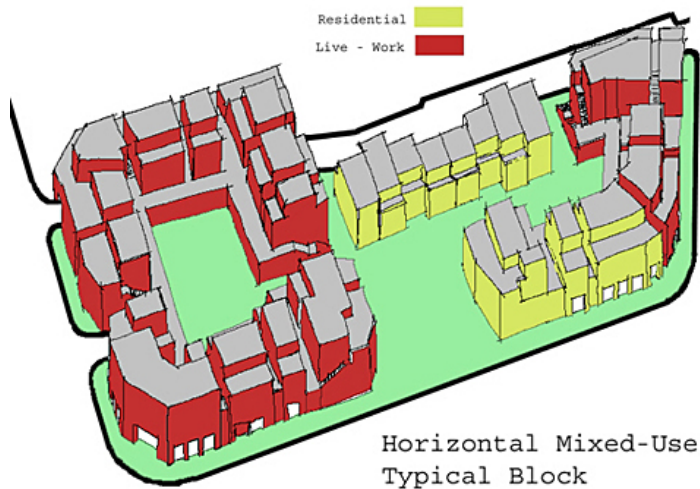 Residential
Live - Work
Horizontal Mixed-Use
Typical Block